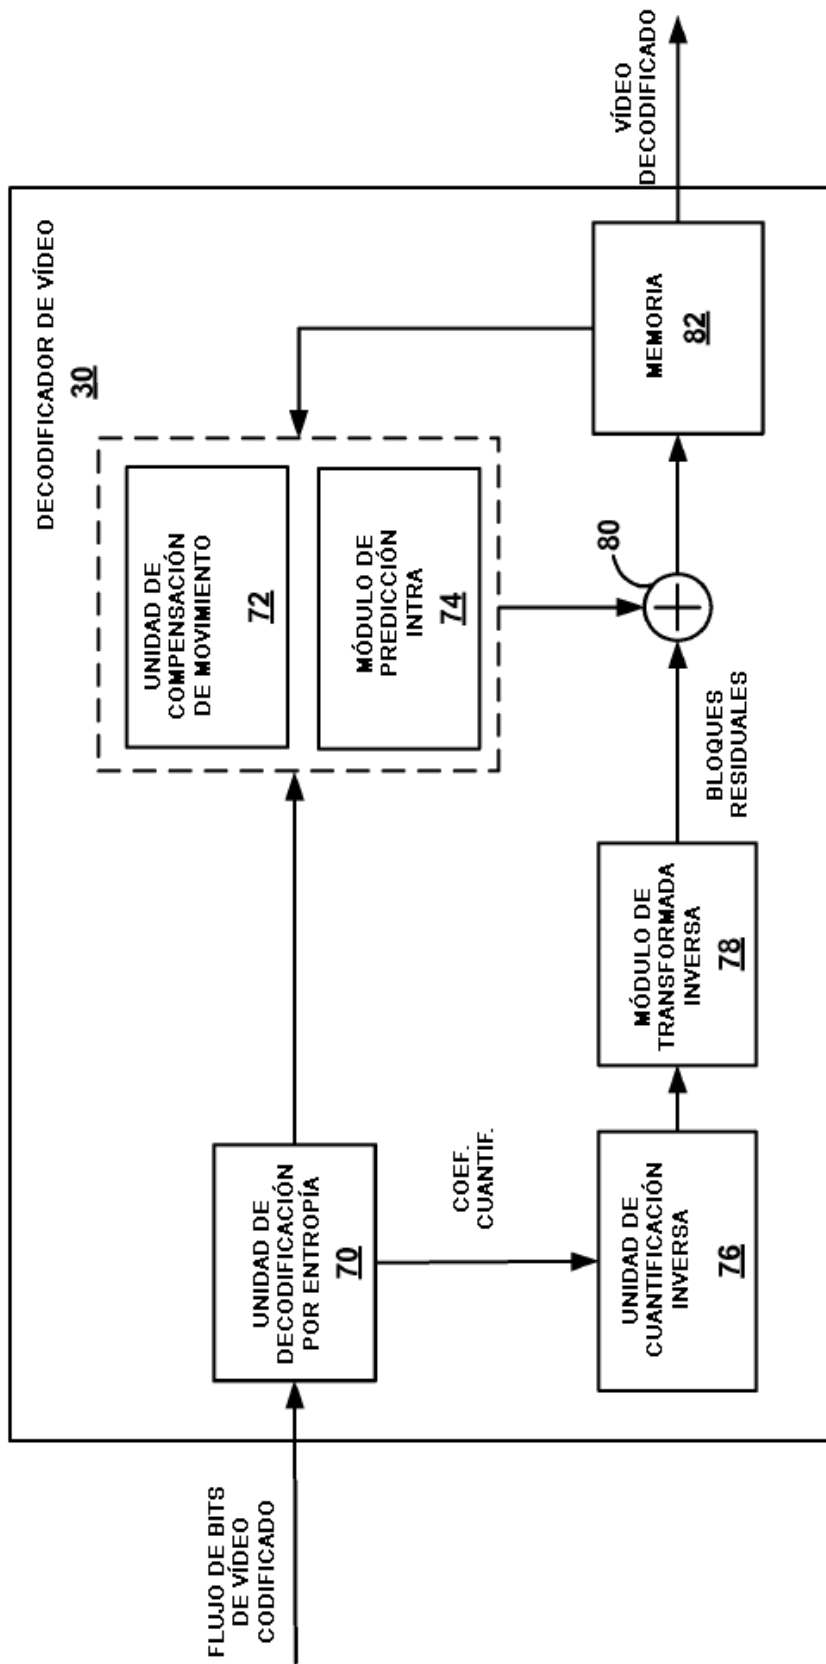 DECODIFICADOR DE VÍDEO
30
FLUJO DE BITS
DE VÍDEO
CODIFICADO
UNIDAD DE
DECODIFICACIÓN
POR ENTROPÍA
70
UNIDAD DE
COMPENSACIÓN
DE MOVIMIENTO
72
MÓDULO DE
PREDICCIÓN
INTRA
74
COEF.
CUANTIF.
UNIDAD DE
CUANTIFICACIÓN
INVERSA
76
MÓDULO DE
TRANSFORMADA
INVERSA
78
BLOQUES
RESIDUALES
80
MEMORIA
82
VÍDEO
DECODIFICADO